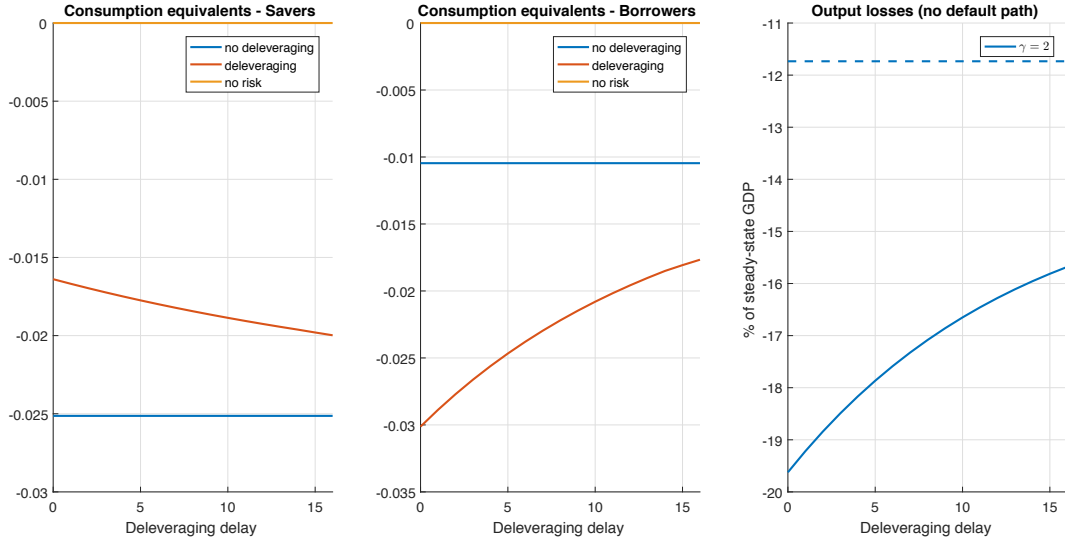 Consumption equivalents - Savers
0
-0.005
-0.01
-0.015
-0.02
-0.025
-0.03
0
5
10
15
Deleveraging delay
no deleveraging
deleveraging
no risk
Consumption equivalents - Borrowers
0
-0.005
-0.01
-0.015
-0.02
-0.025
-0.03
-0.035
0
5
10
15
Deleveraging delay
no deleveraging
deleveraging
no risk
Output losses (no default path)
% of steady-state GDP
-11
-12
-13
-14
-15
-16
-17
-18
-19
-20
0
5
10
15
Deleveraging delay
γ = 2